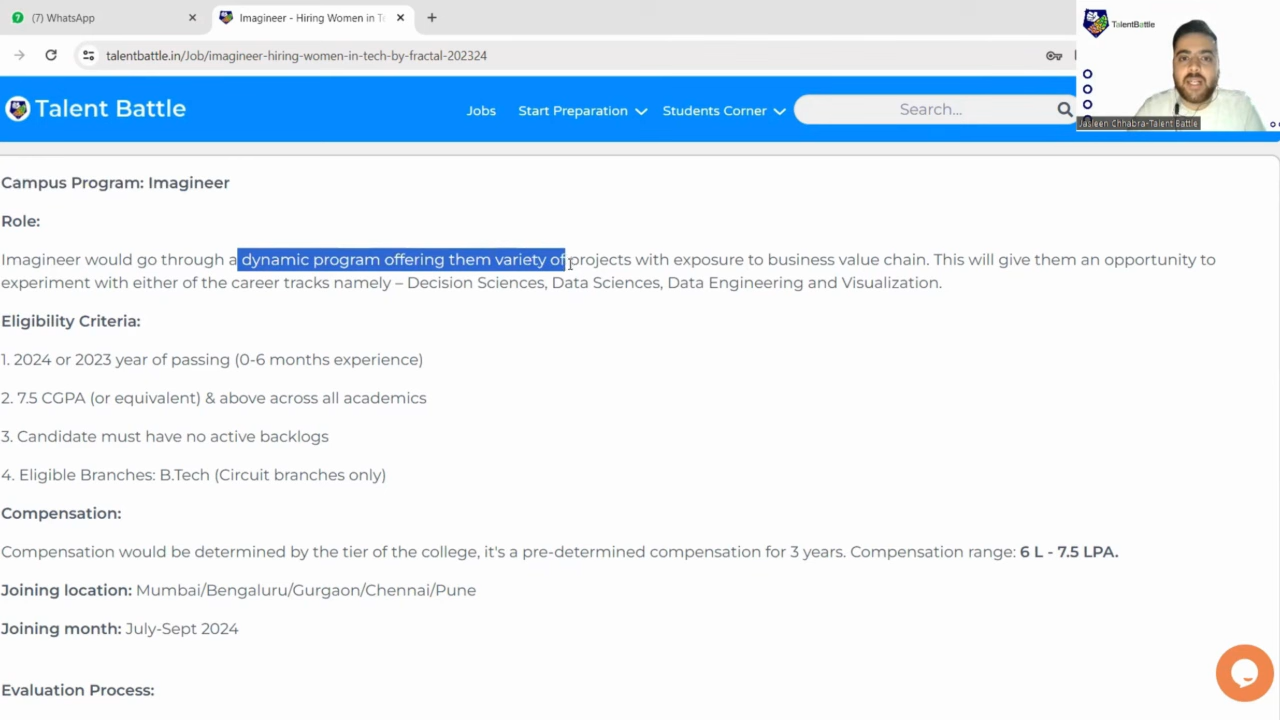 (7) WhatsApp
Imagineer - Hiring Women in Te
talentbattle.in/Job/imagineer-hiring-women-in-tech-by-fractal-202324
TalentBattle
Jasleen Chhabra-Talent Battle
Talent Battle
Jobs
Start Preparation
Students Corner
Search...
Campus Program: Imagineer
Role:
Imagineer would go through a dynamic program offering them variety of projects with exposure to business value chain. This will give them an opportunity to
experiment with either of the career tracks namely – Decision Sciences, Data Sciences, Data Engineering and Visualization.
Eligibility Criteria:
1. 2024 or 2023 year of passing (0-6 months experience)
2. 7.5 CGPA (or equivalent) & above across all academics
3. Candidate must have no active backlogs
4. Eligible Branches: B.Tech (Circuit branches only)
Compensation:
Compensation would be determined by the tier of the college, it's a pre-determined compensation for 3 years. Compensation range: 6 L - 7.5 LPA.
Joining location: Mumbai/Bengaluru/Gurgaon/Chennai/Pune
Joining month: July-Sept 2024
Evaluation Process: